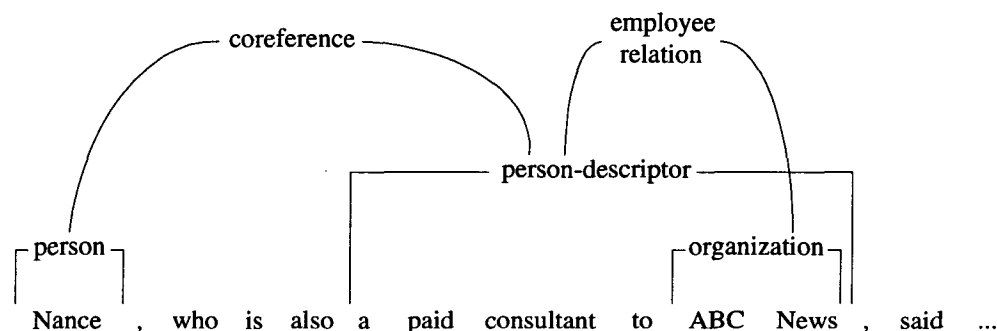 coreference
employee
relation
person-descriptor
person
organization
Nance , who is also a paid consultant to ABC News , said ...